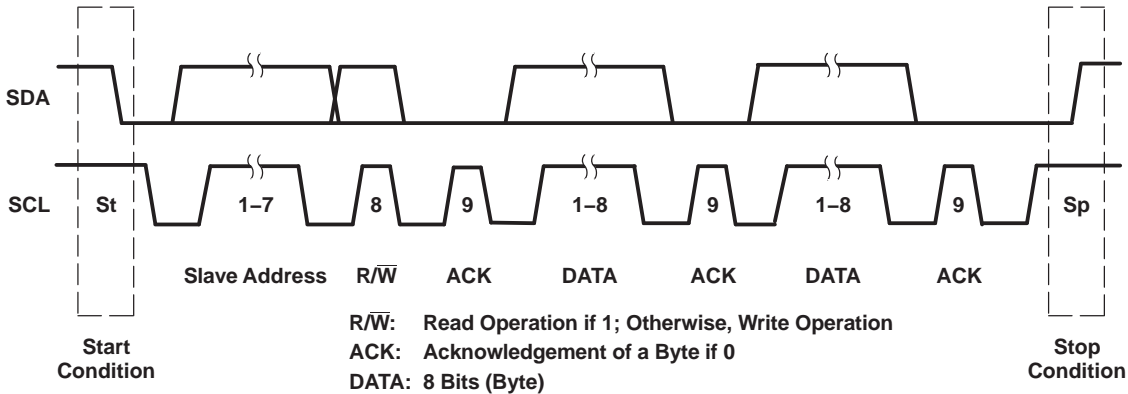 SDA
SCL St 1–7 8 9 1–8 9 1–8 9 Sp
Slave Address R/W̅ ACK DATA ACK DATA ACK
R/W̅: Read Operation if 1; Otherwise, Write Operation
ACK: Acknowledgement of a Byte if 0
DATA: 8 Bits (Byte)
Start
Condition
Stop
Condition